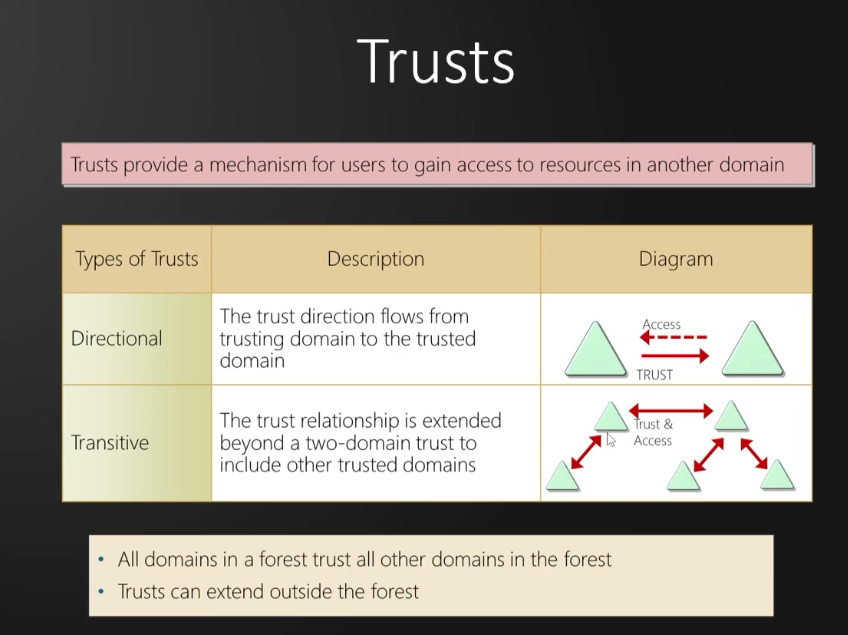 Trusts
Trusts provide a mechanism for users to gain access to resources in another domain
Types of Trusts
Description
Diagram
Directional
The trust direction flows from
trusting domain to the trusted
domain
Access
TRUST
Transitive
The trust relationship is extended
beyond a two-domain trust to
include other trusted domains
Trust &
Access
• All domains in a forest trust all other domains in the forest
• Trusts can extend outside the forest